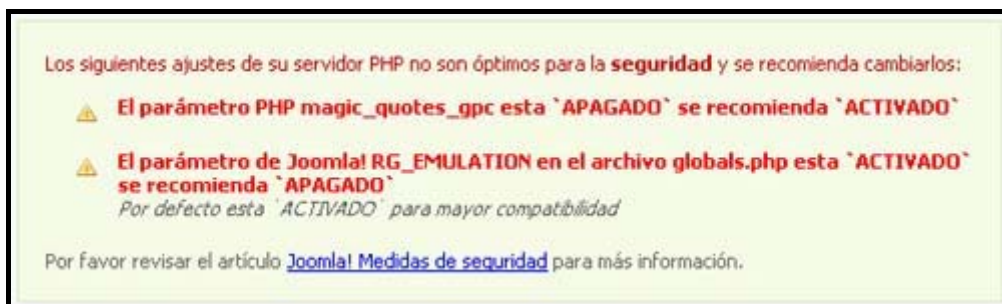 Los siguientes ajustes de su servidor PHP no son óptimos para la seguridad y se recomienda cambiarlos:
El parámetro PHP magic_quotes_gpc esta `APAGADO` se recomienda `ACTIVADO`
El parámetro de Joomla! RG_EMULATION en el archivo globals.php esta `ACTIVADO`
se recomienda `APAGADO`
Por defecto esta `ACTIVADO` para mayor compatibilidad
Por favor revisar el artículo Joomla! Medidas de seguridad para más información.